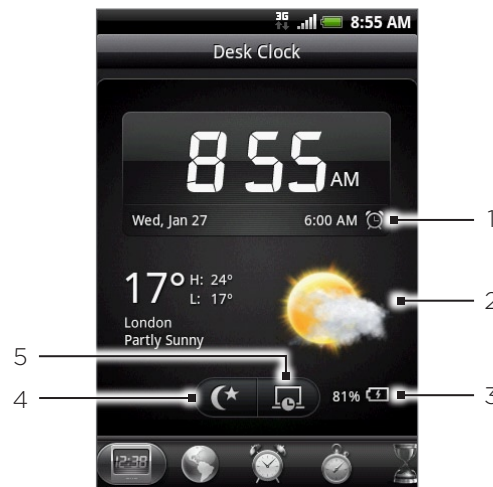 3G 8:55 AM
Desk Clock
8 55 AM
Wed, Jan 27 6:00 AM
1
17° H: 24°
L: 17°
2
London
Partly Sunny
5
4
81%
3
12:38